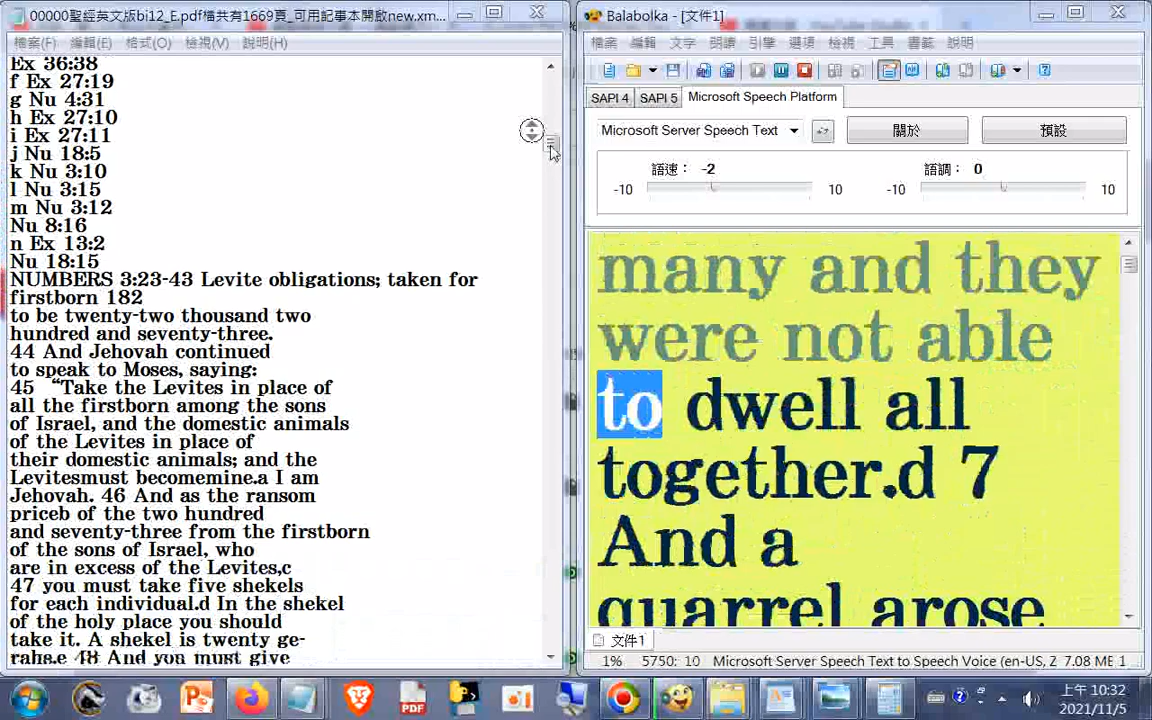 00000聖經英文版bi12_E.pdf檔共有1669頁_可用記事本開啟new.xm...
檔案(F) 編輯(E) 格式(O) 檢視(V) 說明(H)
Ex 36:38
f Ex 27:19
g Nu 4:31
h Ex 27:10
i Ex 27:11
j Nu 18:5
k Nu 3:10
l Nu 3:15
m Nu 3:12
Nu 8:16
n Ex 13:2
Nu 18:15
NUMBERS 3:23-43 Levite obligations; taken for
firstborn 182
to be twenty-two thousand two
hundred and seventy-three.
44 And Jehovah continued
to speak to Moses, saying:
45 “Take the Levites in place of
all the firstborn among the sons
of Israel, and the domestic animals
of the Levites in place of
their domestic animals; and the
Levitesmust becomemine.a I am
Jehovah. 46 And as the ransom
priceb of the two hundred
and seventy-three from the firstborn
of the sons of Israel, who
are in excess of the Levites,c
47 you must take five shekels
for each individual.d In the shekel
of the holy place you should
take it. A shekel is twenty ge-
rahs.e 48 And you must give
Balabolka - [文件1]
檔案 編輯 文字 朗讀 引擎 選項 檢視 工具 書籤 說明
SAPI 4 SAPI 5 Microsoft Speech Platform
Microsoft Server Speech Text 關於 預設
語速： -2 語調： 0
-10 10 -10 10
many and they
were not able
to dwell all
together.d 7
And a
quarrel arose
文件1
1% 5750: 10 Microsoft Server Speech Text to Speech Voice (en-US, Z 7.08 ME 1
PDF
上午 10:32
2021/11/5